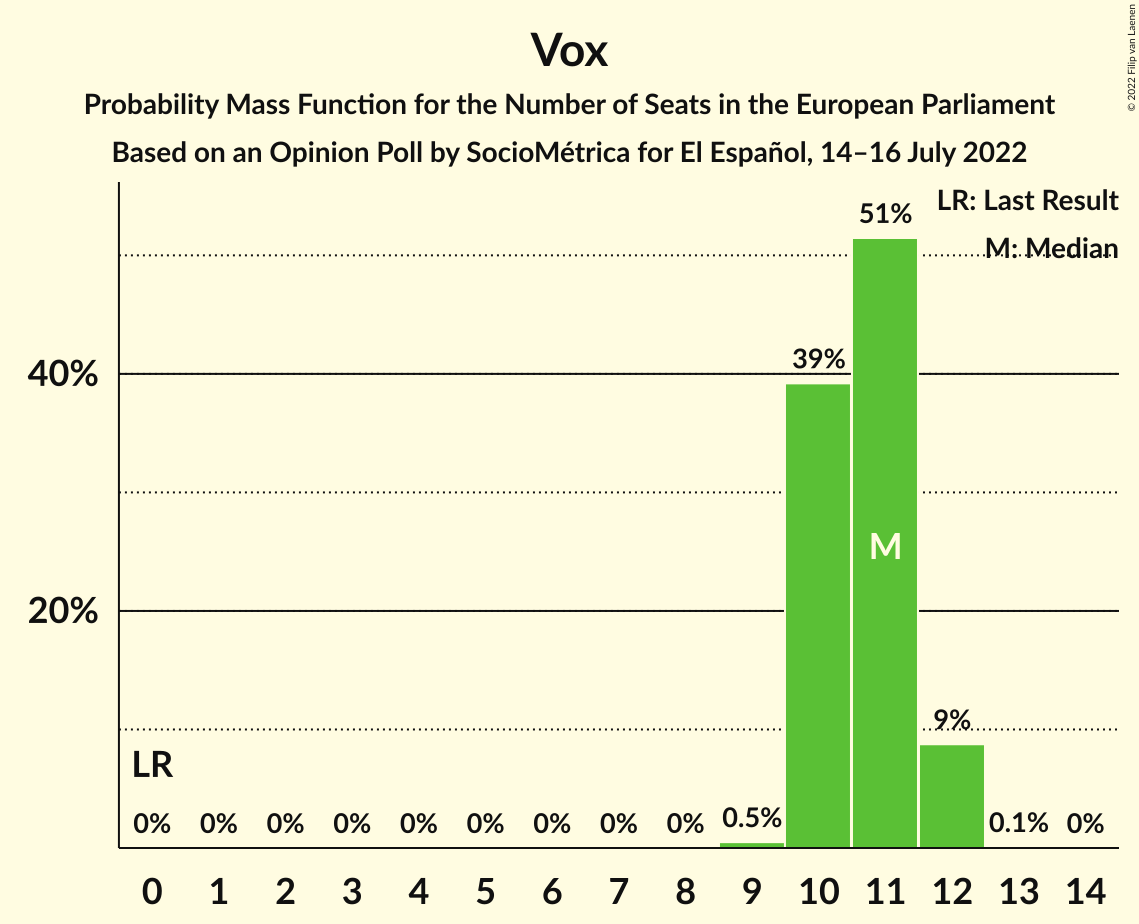 Vox
Probability Mass Function for the Number of Seats in the European Parliament
Based on an Opinion Poll by SocioMétrica for El Español, 14–16 July 2022
© 2022 Filip van Laenen
LR: Last Result
M: Median
51%
39%
40%
M
20%
9%
LR
0% 0% 0% 0% 0% 0% 0% 0% 0% 0.5% 0.1% 0%
0 1 2 3 4 5 6 7 8 9 10 11 12 13 14